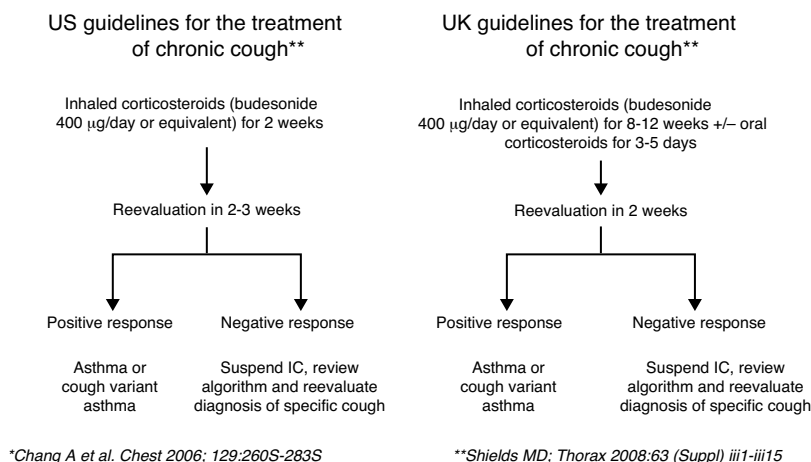 US guidelines for the treatment
of chronic cough**
Inhaled corticosteroids (budesonide
400 μg/day or equivalent) for 2 weeks
Reevaluation in 2-3 weeks
Positive response
Negative response
Asthma or
cough variant
asthma
Suspend IC, review
algorithm and reevaluate
diagnosis of specific cough
*Chang A et al. Chest 2006; 129:260S-283S
UK guidelines for the treatment
of chronic cough**
Inhaled corticosteroids (budesonide
400 μg/day or equivalent) for 8-12 weeks +/– oral
corticosteroids for 3-5 days
Reevaluation in 2 weeks
Positive response
Negative response
Asthma or
cough variant
asthma
Suspend IC, review
algorithm and reevaluate
diagnosis of specific cough
**Shields MD; Thorax 2008:63 (Suppl) iii1-iii15